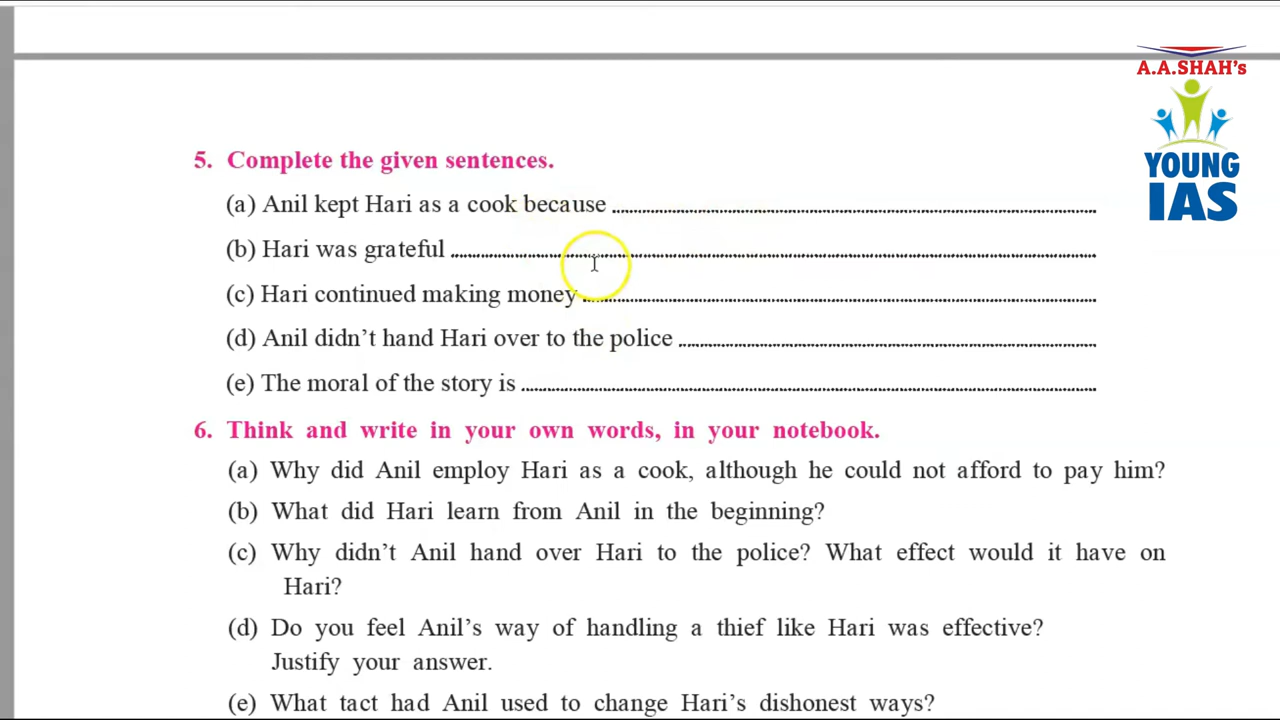 A.A.SHAH's
YOUNG
IAS
5. Complete the given sentences.
(a) Anil kept Hari as a cook because ................................
(b) Hari was grateful ................................
(c) Hari continued making money ................................
(d) Anil didn't hand Hari over to the police ................................
(e) The moral of the story is ................................
6. Think and write in your own words, in your notebook.
(a) Why did Anil employ Hari as a cook, although he could not afford to pay him?
(b) What did Hari learn from Anil in the beginning?
(c) Why didn't Anil hand over Hari to the police? What effect would it have on
Hari?
(d) Do you feel Anil's way of handling a thief like Hari was effective?
Justify your answer.
(e) What tact had Anil used to change Hari's dishonest ways?